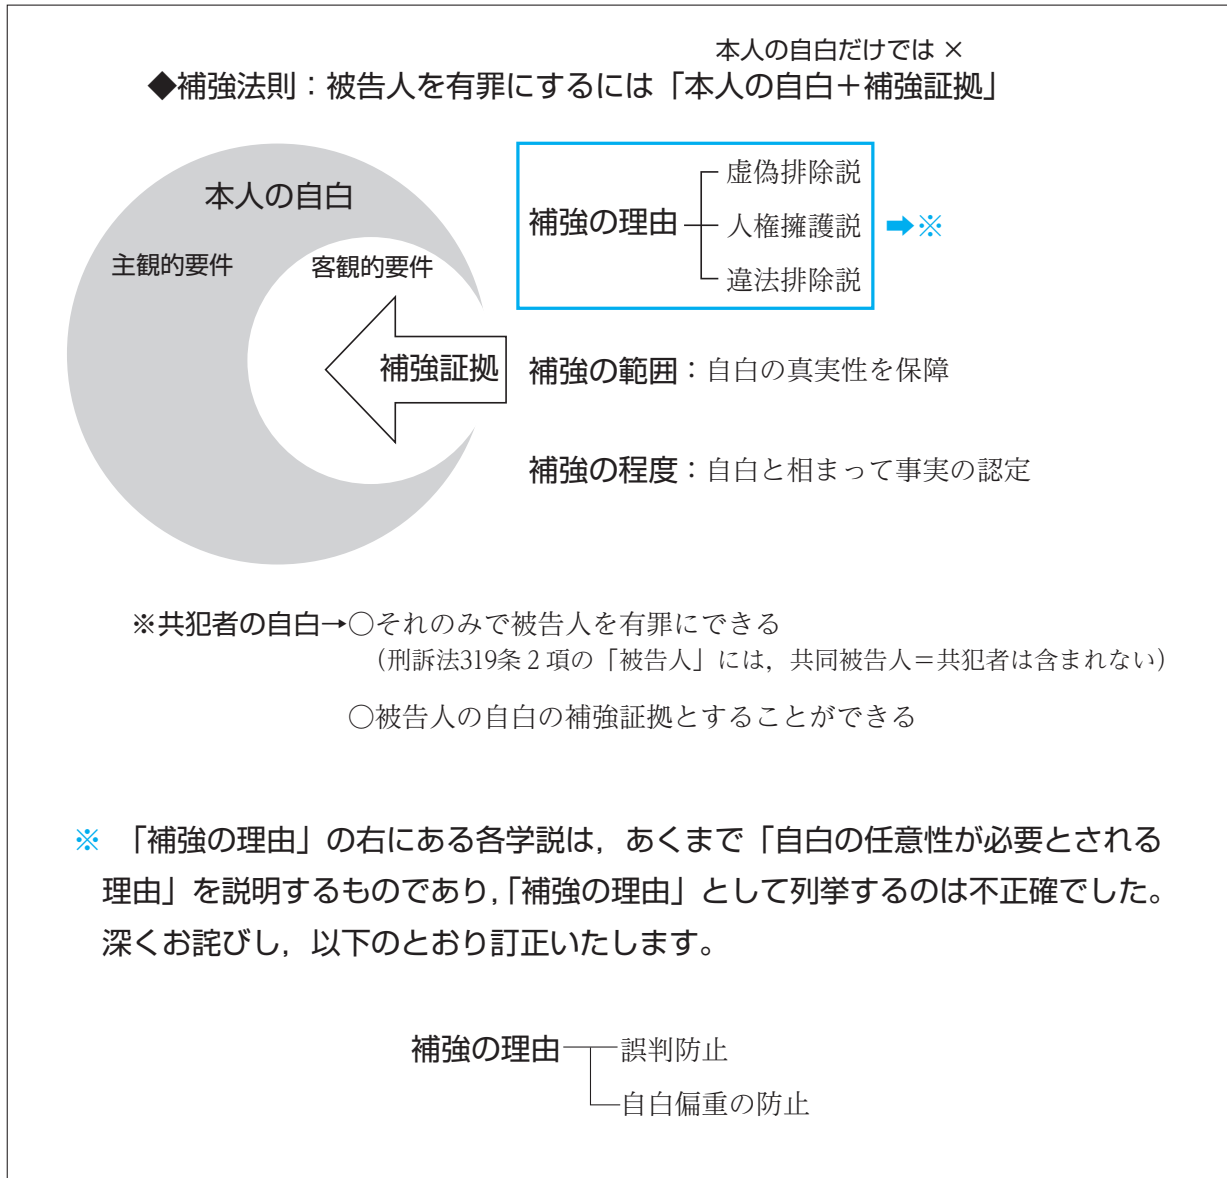 本人の自白だけでは ×
◆補強法則：被告人を有罪にするには「本人の自白＋補強証拠」
本人の自白
主観的要件
客観的要件
補強証拠
補強の理由
虚偽排除説
人権擁護説
違法排除説
➡※
補強の範囲：自白の真実性を保障
補強の程度：自白と相まって事実の認定
※共犯者の自白→○それのみで被告人を有罪にできる
（刑訴法319条２項の「被告人」には，共同被告人＝共犯者は含まれない）
○被告人の自白の補強証拠とすることができる
※　「補強の理由」の右にある各学説は，あくまで「自白の任意性が必要とされる
理由」を説明するものであり，「補強の理由」として列挙するのは不正確でした。
深くお詫びし，以下のとおり訂正いたします。
補強の理由
誤判防止
自白偏重の防止